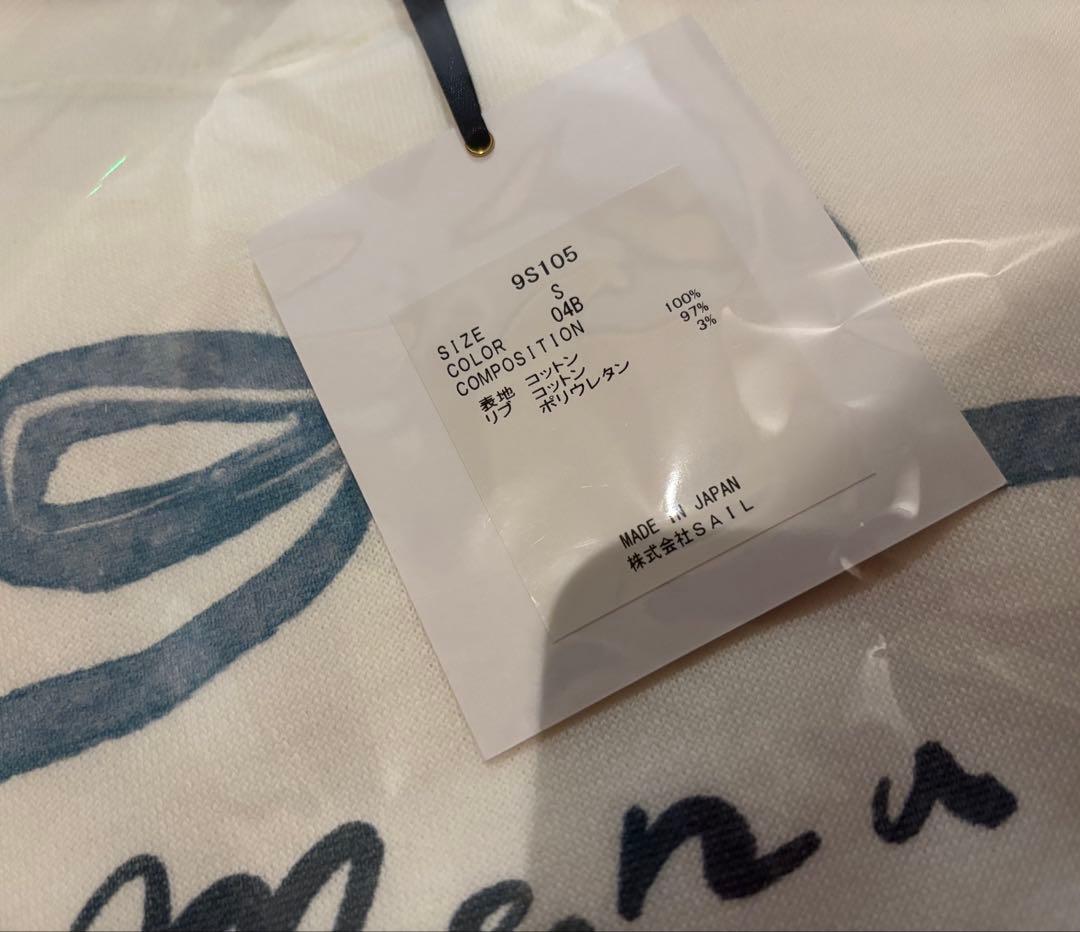 9S105
SIZE S
COLOR 04B
COMPOSITION
表地 コットン 100%
リブ コットン 97%
ポリウレタン 3%
MADE IN JAPAN
株式会社SAIL